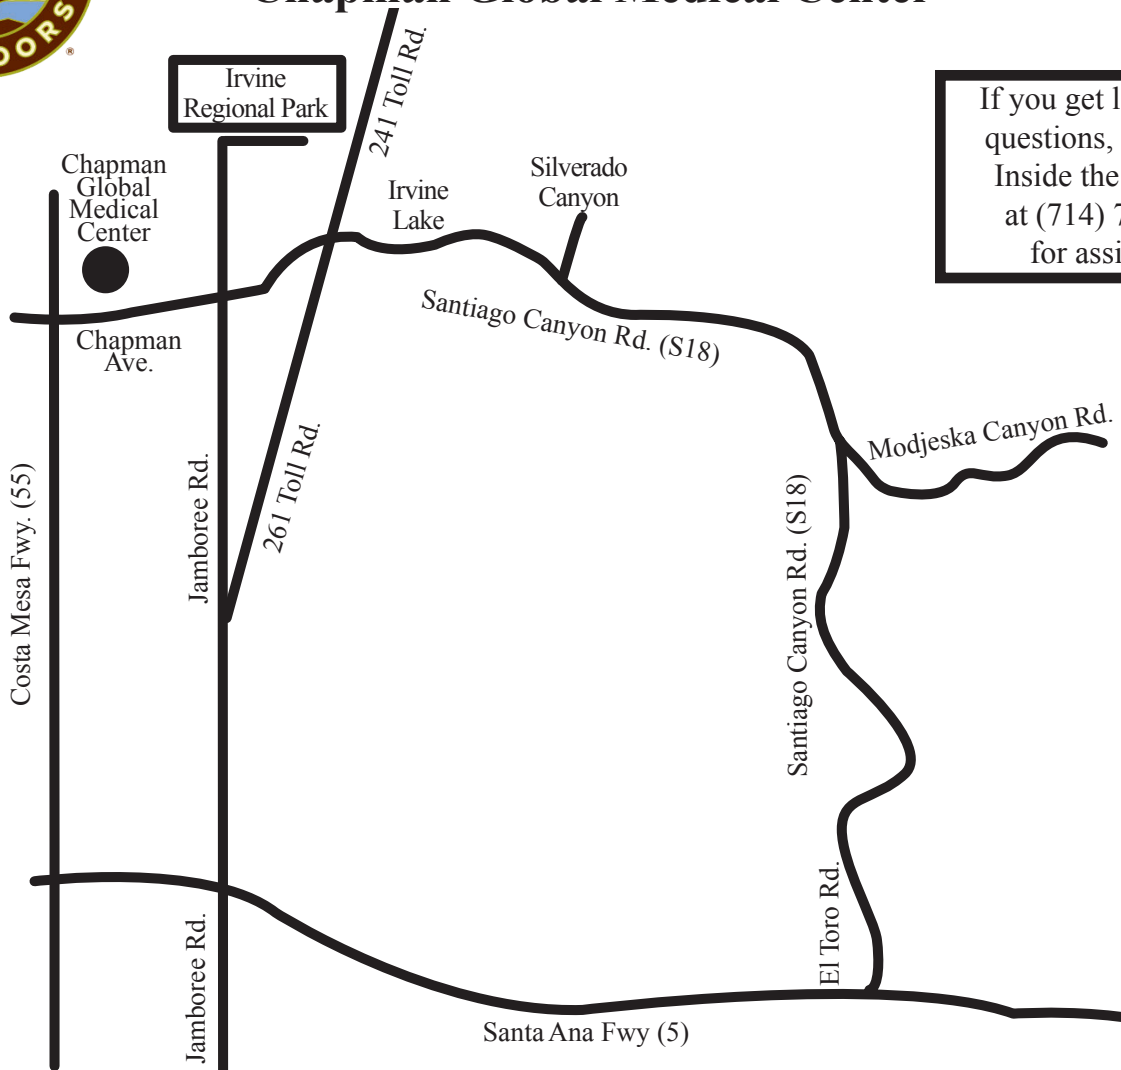 Chapman Global Medical Center
OORS
®
Irvine
Regional Park
241 Toll Rd.
If you get
questions,
Inside the
at (714)
for
Chapman
Global
Medical
Center
Silverado
Canyon
Irvine
Lake
Santiago Canyon Rd. (S18)
Chapman
Ave.
Modjeska Canyon Rd.
261 Toll Rd.
Jamboree Rd.
Costa Mesa Fwy. (55)
Santiago Canyon Rd. (S18)
El Toro Rd.
Jamboree Rd.
Santa Ana Fwy (5)